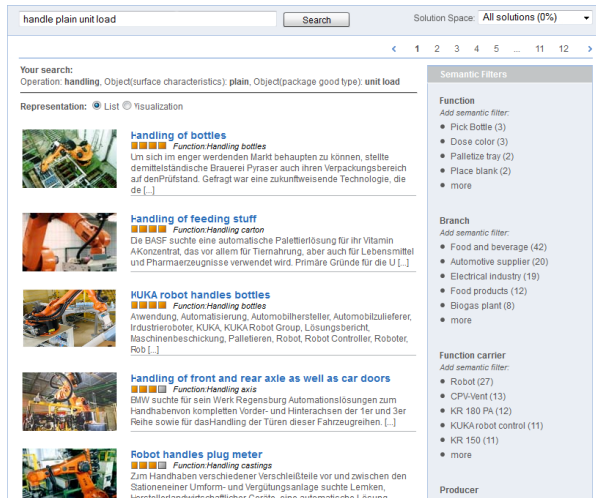 handle plain unit load
Search
Solution Space: All solutions (0%)
< 1 2 3 4 5 ... 11 12 >
Your search:
Operation: handling, Object(surface characteristics): plain, Object(package good type): unit load
Representation: List Visualization
Handling of bottles
Function:Handling bottles
Um sich im enger werdenden Markt behaupten zu können, stellte
demittelständische Brauerei Pyraser auch ihren Verpackungsbereich
auf denPrüfstand. Gefragt war eine zukunftweisende Technologie, die
de [...]
Handling of feeding stuff
Function:Handling carton
Die BASF suchte eine automatische Palettierlösung für ihr Vitamin
A-Konzentrat, das vor allem für Tiernahrung, aber auch für Lebensmittel
und Pharmaerzeugnisse verwendet wird. Primäre Gründe für die U [...]
KUKA robot handles bottles
Function:Handling bottles
Anwendung, Automatisierung, Automobilhersteller, Automobilzulieferer,
Industrieroboter, KUKA, KUKA Robot Group, Lösungsbericht,
Maschinenbeschickung, Palletieren, Robot, Robot Controller, Roboter,
Rob [...]
Handling of front and rear axle as well as car doors
Function:Handling axis
BMW suchte für sein Werk Regensburg Automationslösungen zum
Handhabenvon kompletten Vorder- und Hinterachsen der 1er und 3er
Reihe sowie für dasHandling der Türen dieser Fahrzeugreihen. [...]
Robot handles plug meter
Function:Handling castings
Zum Handhaben verschiedener Verschleißteile vor und zwischen den
Stationeneiner Umform- und Vergütungsanlage suchte Lemken,
Herstellerlandwirtschaftlicher Geräte, eine automatische Lösung
Semantic Filters
Function
Add semantic filter:
• Pick Bottle (3)
• Dose color (3)
• Palletize tray (2)
• Place blank (2)
• more
Branch
Add semantic filter:
• Food and beverage (42)
• Automotive supplier (20)
• Electrical industry (19)
• Food products (12)
• Biogas plant (8)
• more
Function carrier
Add semantic filter:
• Robot (27)
• CPV-Vent (13)
• KR 180 PA (12)
• KUKA robot control (11)
• KR 150 (11)
• more
Producer